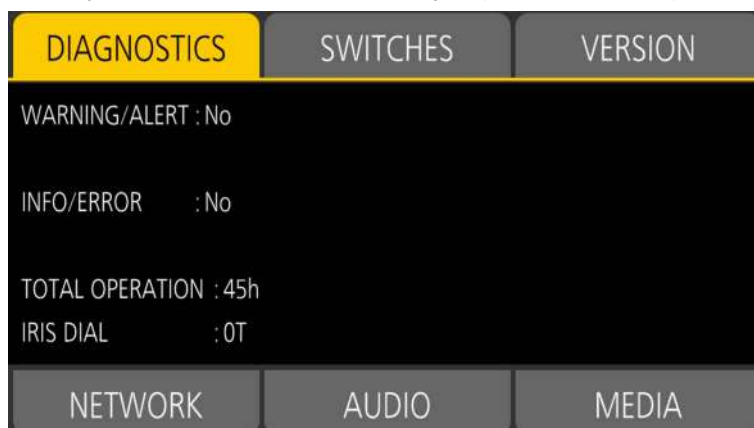 DIAGNOSTICS SWITCHES VERSION
WARNING/ALERT : No
INFO/ERROR : No
TOTAL OPERATION : 45h
IRIS DIAL : 0T
NETWORK AUDIO MEDIA